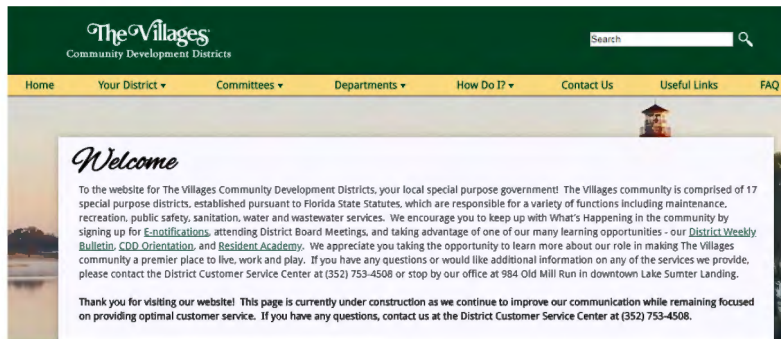 The Villages
Community Development Districts
Search
Home Your District ▾ Committees ▾ Departments ▾ How Do I? ▾ Contact Us Useful Links FAQ
Welcome
To the website for The Villages Community Development Districts, your local special purpose government! The Villages community is comprised of 17
special purpose districts, established pursuant to Florida State Statutes, which are responsible for a variety of functions including maintenance,
recreation, public safety, sanitation, water and wastewater services. We encourage you to keep up with What's Happening in the community by
signing up for E-notifications, attending District Board Meetings, and taking advantage of one of our many learning opportunities - our District Weekly
Bulletin, CDD Orientation, and Resident Academy. We appreciate you taking the opportunity to learn more about our role in making The Villages
community a premier place to live, work and play. If you have any questions or would like additional information on any of the services we provide,
please contact the District Customer Service Center at (352) 753-4508 or stop by our office at 984 Old Mill Run in downtown Lake Sumter Landing.
Thank you for visiting our website! This page is currently under construction as we continue to improve our communication while remaining focused
on providing optimal customer service. If you have any questions, contact us at the District Customer Service Center at (352) 753-4508.